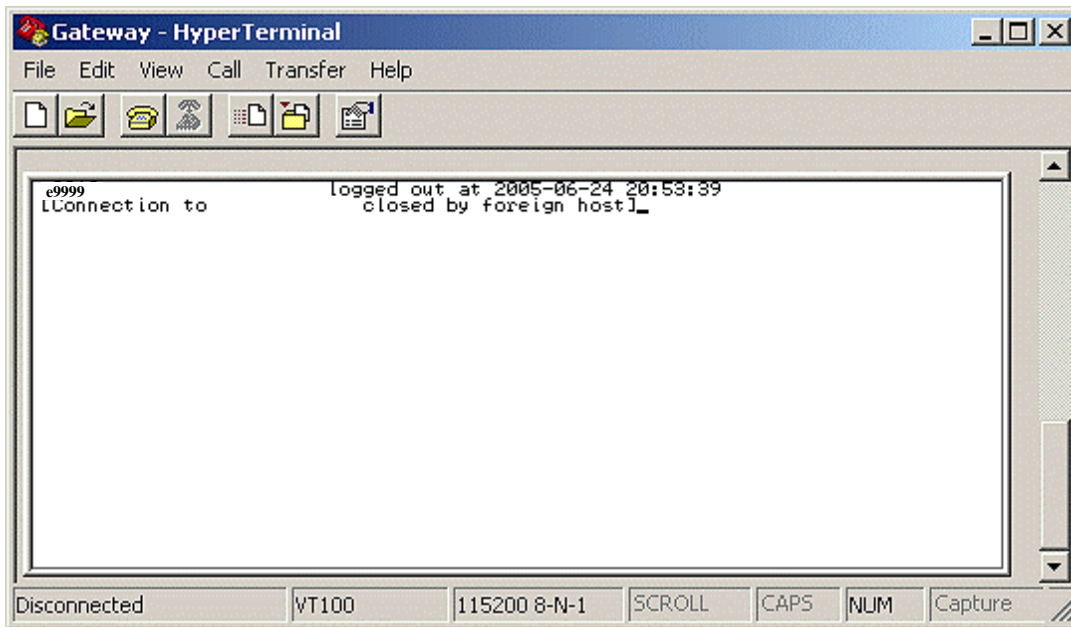 Gateway - HyperTerminal
File Edit View Call Transfer Help
e9999 logged out at 2005-06-24 20:53:39
[Connection to closed by foreign host]
Disconnected VT100 115200 8-N-1 SCROLL CAPS NUM Capture